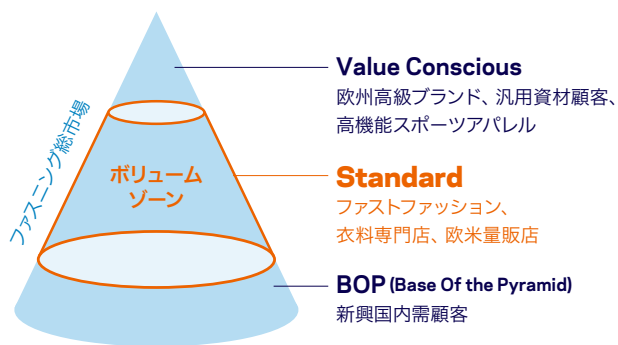 Value Conscious
欧州高級ブランド、汎用資材顧客、
高機能スポーツアパレル
ファスニング総市場
ボリューム
ゾーン
Standard
ファストファッション、
衣料専門店、欧米量販店
BOP (Base Of the Pyramid)
新興国内需顧客